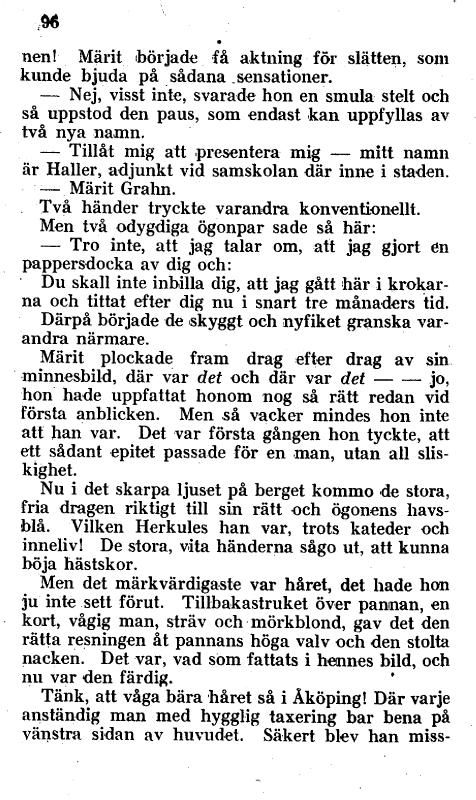 96
nen! Märit började få aktning för slätten, som
kunde bjuda på sådana sensationer.
— Nej, visst inte, svarade hon en smula stelt och
så uppstod den paus, som endast kan uppfyllas av
två nya namn.
— Tillåt mig att presentera mig — mitt namn
är Haller, adjunkt vid samskolan där inne i staden.
— Märit Grahn.
Två händer tryckte varandra konventionellt.
Men två odygdiga ögonpar sade så här:
— Tro inte, att jag talar om, att jag gjort en
pappersdocka av dig och:
Du skall inte inbilla dig, att jag gått här i krokar-
na och tittat efter dig nu i snart tre månaders tid.
Därpå började de skyggt och nyfiket granska var-
andra närmare.
Märit plockade fram drag efter drag av sin
minnesbild, där var det och där var det — — jo,
hon hade uppfattat honom nog så rätt redan vid
första anblicken. Men så vacker mindes hon inte
att han var. Det var första gången hon tyckte, att
ett sådant epitet passade för en man, utan all slis-
kighet.
Nu i det skarpa ljuset på berget kommo de stora,
fria dragen riktigt till sin rätt och ögonens havs-
blå. Vilken Herkules han var, trots kateder och
inneliv! De stora, vita händerna sågo ut, att kunna
böja hästskor.
Men det märkvärdigaste var håret, det hade hon
ju inte sett förut. Tillbakastruket över pannan, en
kort, vågig man, sträv och mörkblond, gav det den
rätta resningen åt pannans höga valv och den stolta
nacken. Det var, vad som fattats i hennes bild, och
nu var den färdig.
Tänk, att våga bära håret så i Åköping! Där varje
anständig man med hygglig taxering bar bena på
vänstra sidan av huvudet. Säkert blev han miss-